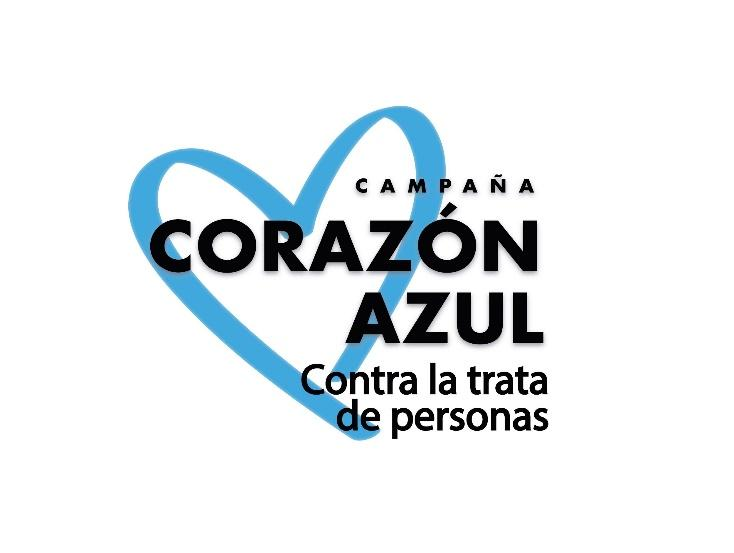 CAMPAÑA
CORAZÓN
AZUL
Contra la trata
de personas